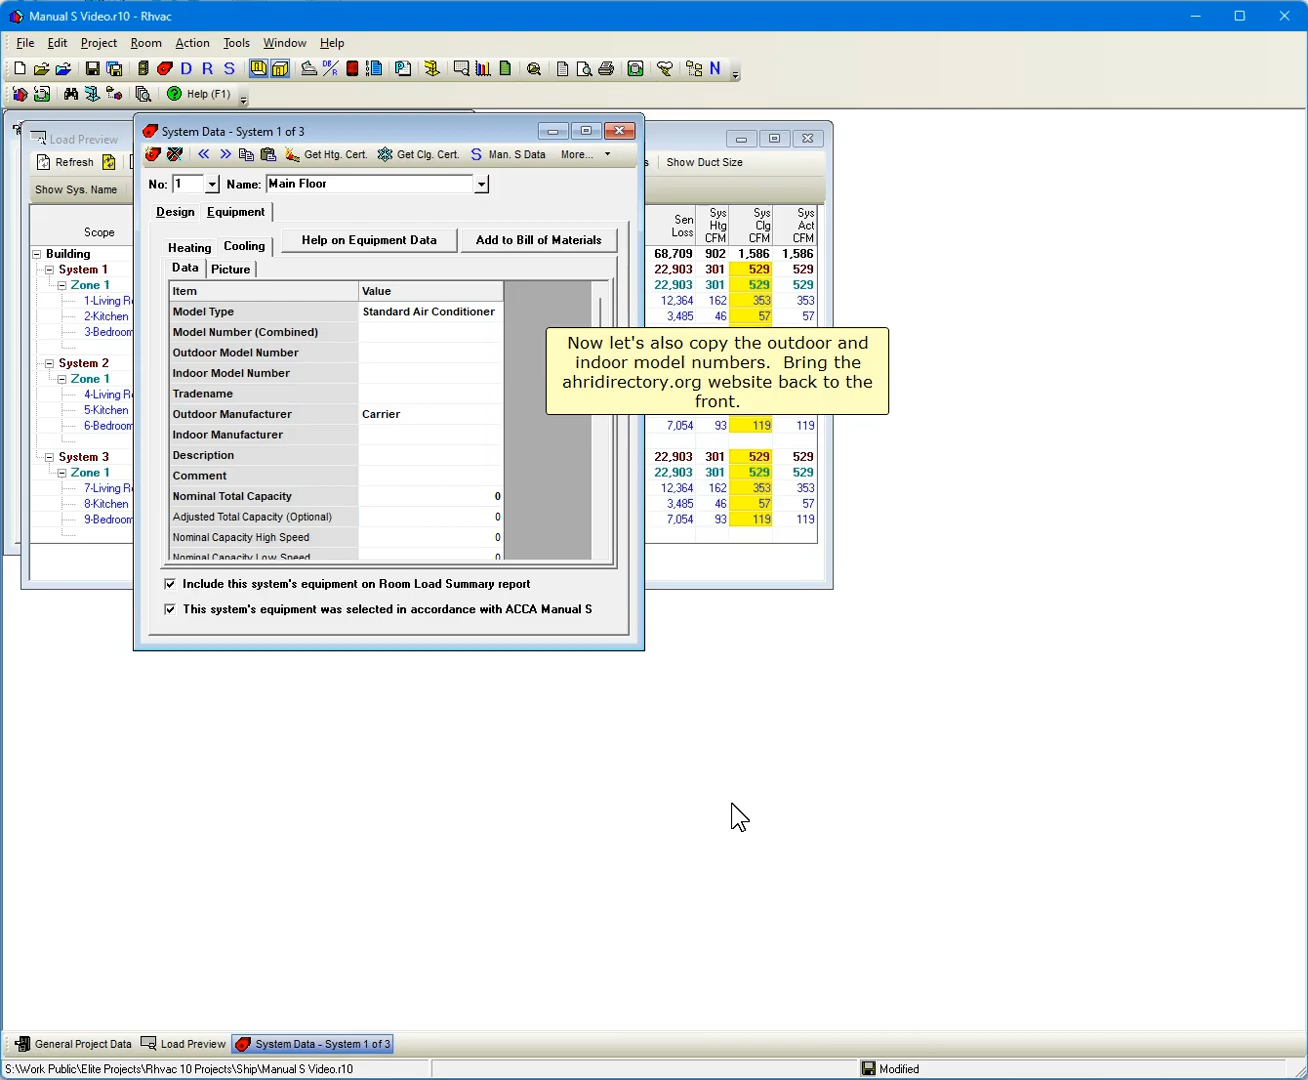 Manual S Video.r10 - Rhvac
File Edit Project Room Action Tools Window Help
D R S N
Help (F1)
Load Preview
Refresh
Show Duct Size
Show Sys. Name
System Data - System 1 of 3
Get Htg. Cert. Get Clg. Cert. S Man. S Data More...
No: 1 Name: Main Floor
Design Equipment
Heating Cooling Help on Equipment Data Add to Bill of Materials
Data Picture
Item Value
Model Type Standard Air Conditioner
Model Number (Combined)
Outdoor Model Number
Indoor Model Number
Tradename
Outdoor Manufacturer Carrier
Indoor Manufacturer
Description
Comment
Nominal Total Capacity 0
Adjusted Total Capacity (Optional) 0
Nominal Capacity High Speed 0
Nominal Capacity Low Speed 0
Include this system's equipment on Room Load Summary report
This system's equipment was selected in accordance with ACCA Manual S
Scope
Building
System 1
Zone 1
1-Living R
2-Kitchen
3-Bedroom
System 2
Zone 1
4-Living R
5-Kitchen
6-Bedroom
System 3
Zone 1
7-Living R
8-Kitchen
9-Bedroom
Sen Loss Sys Htg CFM Sys Clg CFM Sys Act CFM
68,709 902 1,586 1,586
22,903 301 529 529
22,903 301 529 529
12,364 162 353 353
3,485 46 57 57
7,054 93 119 119
22,903 301 529 529
22,903 301 529 529
12,364 162 353 353
3,485 46 57 57
7,054 93 119 119
Now let's also copy the outdoor and
indoor model numbers. Bring the
ahridirectory.org website back to the
front.
General Project Data Load Preview System Data - System 1 of 3
S:\Work Public\Elite Projects\Rhvac 10 Projects\Ship\Manual S Video.r10 Modified